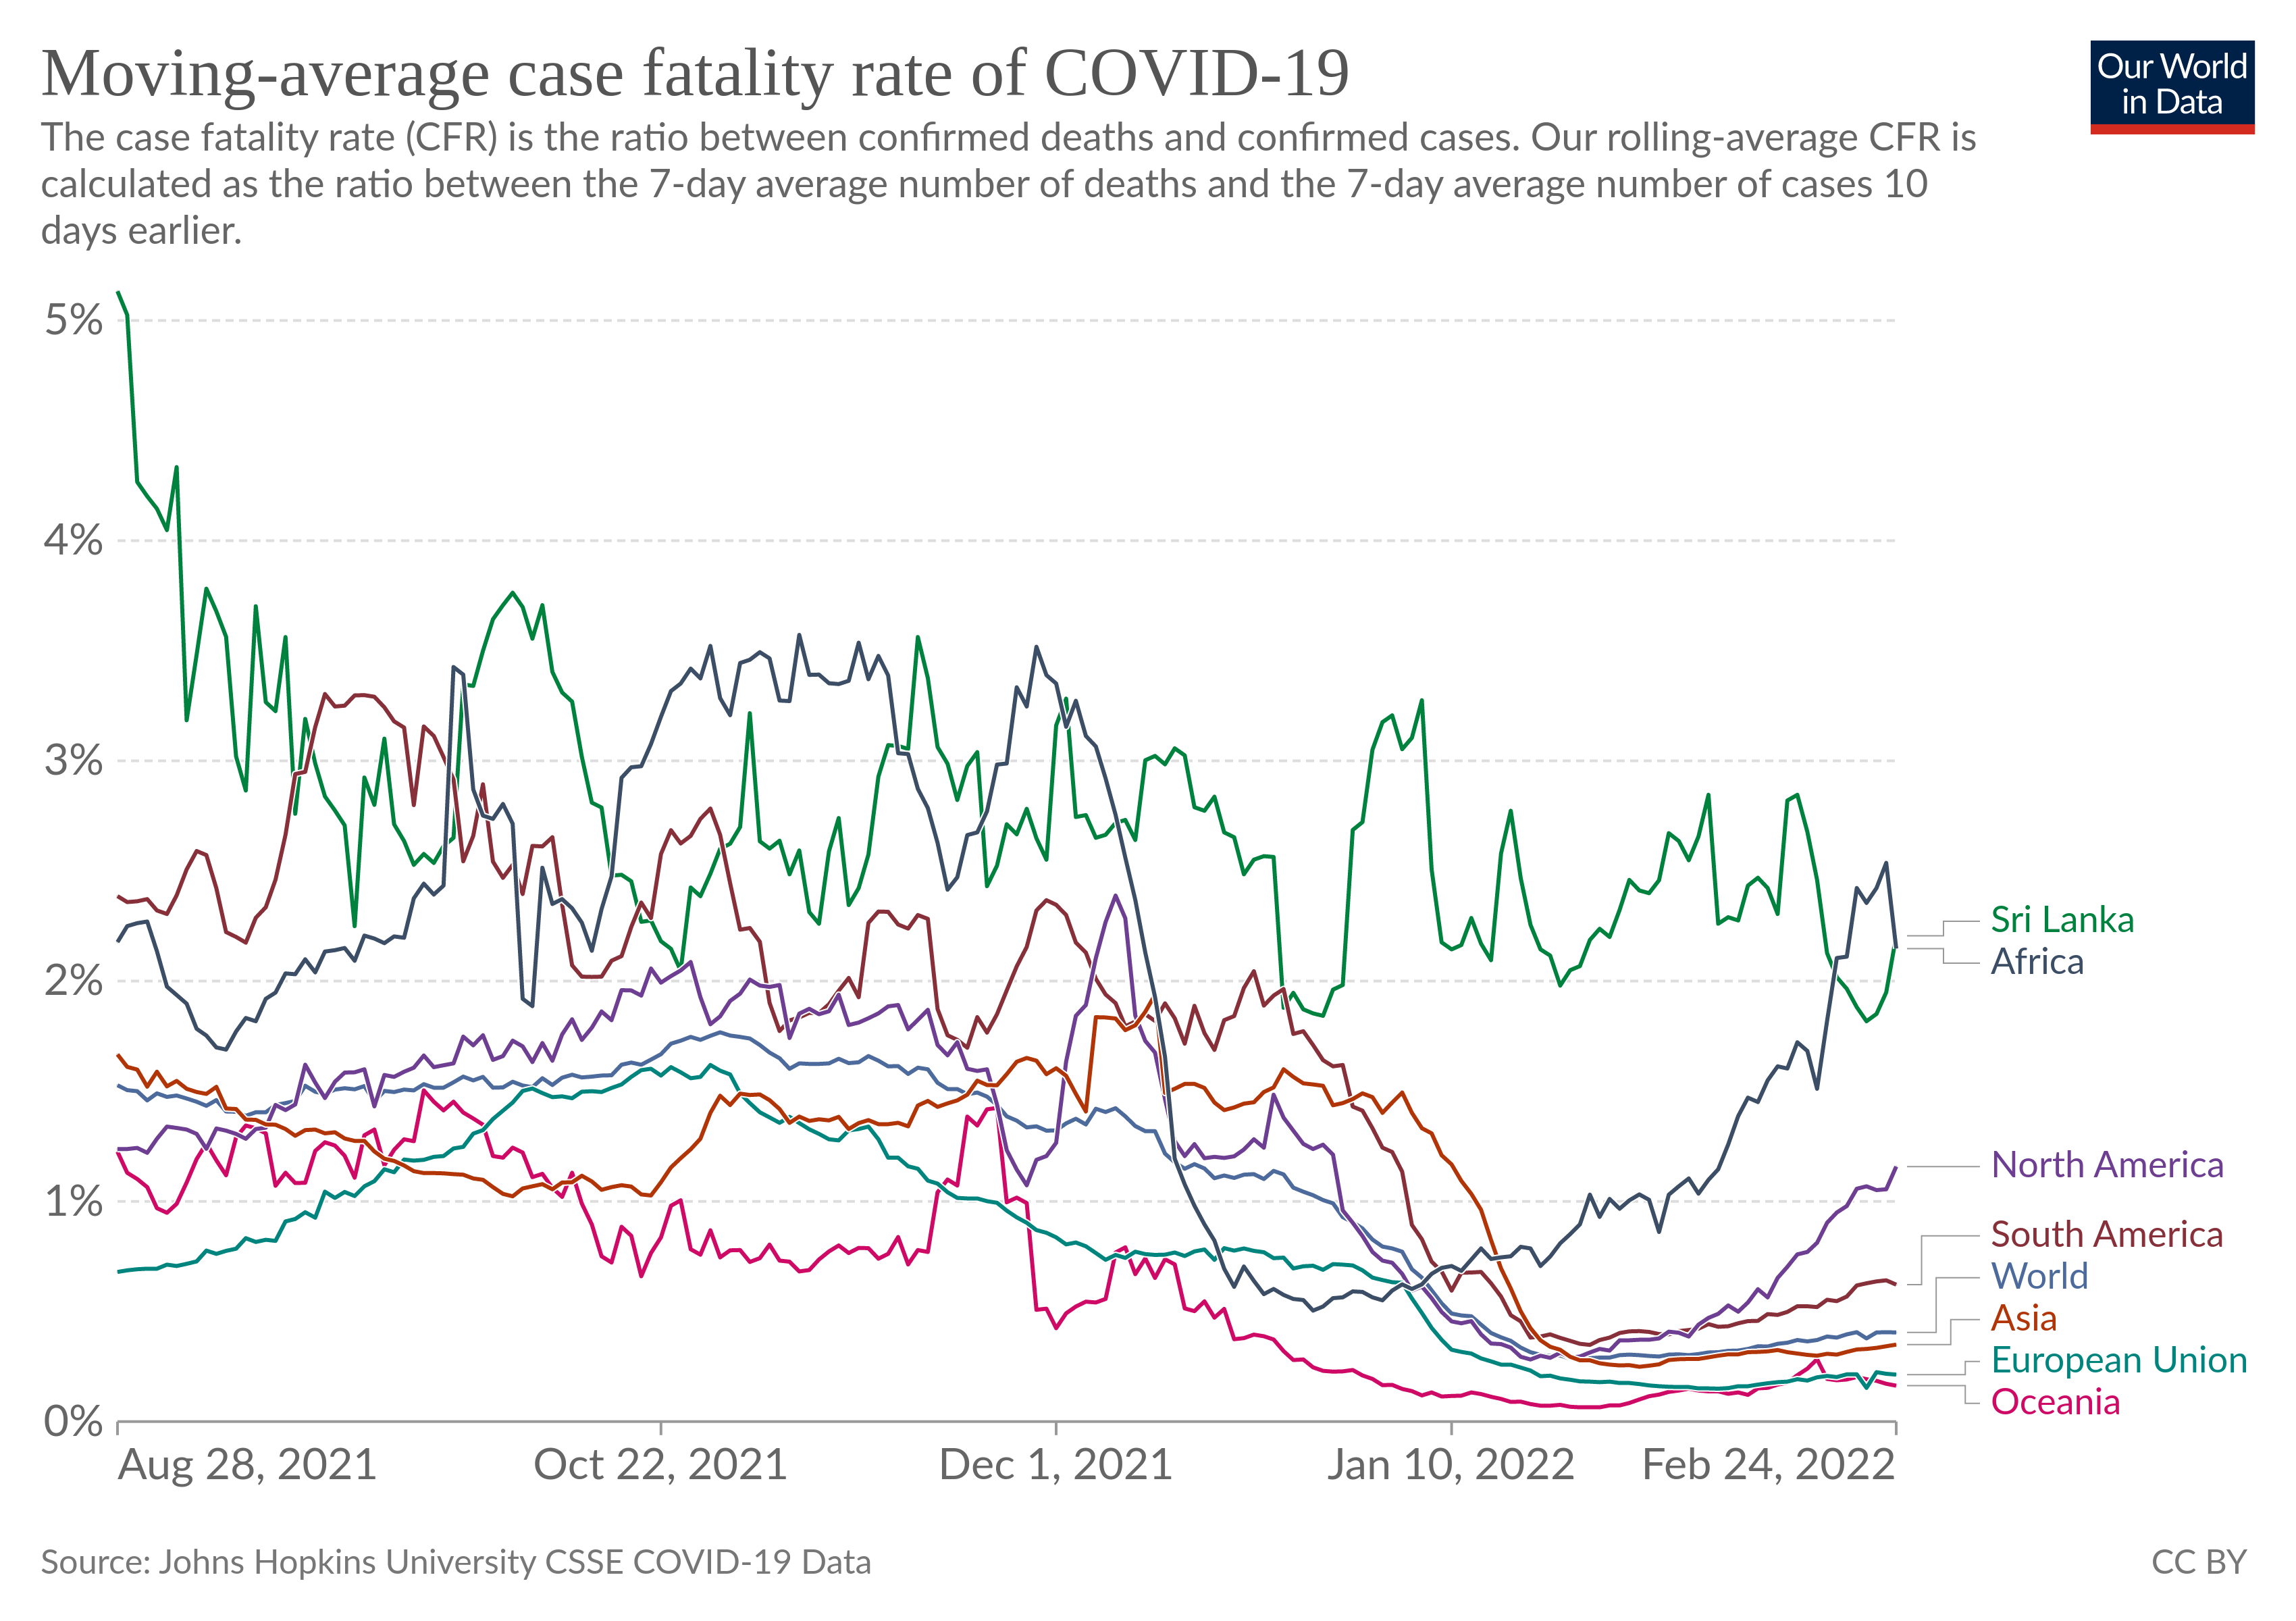 Moving-average case fatality rate of COVID-19
Our World
in Data
The case fatality rate (CFR) is the ratio between confirmed deaths and confirmed cases. Our rolling-average CFR is
calculated as the ratio between the 7-day average number of deaths and the 7-day average number of cases 10
days earlier.
5%
4%
3%
2%
1%
0%
Sri Lanka
Africa
North America
South America
World
Asia
European Union
Oceania
Aug 28, 2021
Oct 22, 2021
Dec 1, 2021
Jan 10, 2022
Feb 24, 2022
Source: Johns Hopkins University CSSE COVID-19 Data
CC BY